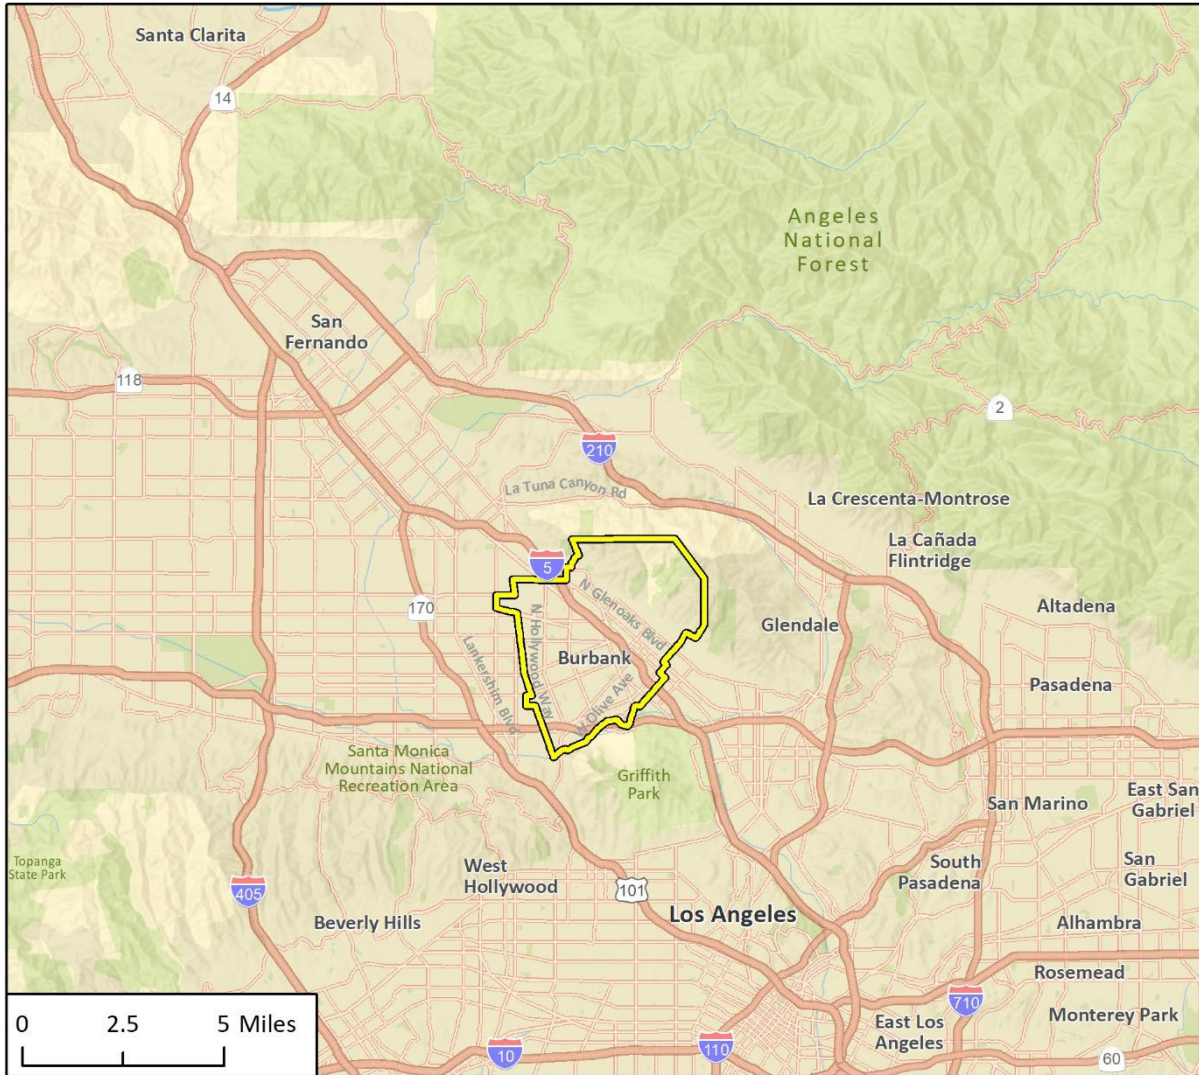 Santa Clarita
14
Angeles
National
Forest
San
Fernando
118
2
210
La Tuna Canyon Rd
La Crescenta-Montrose
La Cañada
Flintridge
5
N Glenoaks Blvd
170
N Hollywood Way
Lankershim Blvd
Altadena
Glendale
Burbank
W Olive Ave
Pasadena
Santa Monica
Mountains National
Recreation Area
Griffith
Park
San Marino
East San
Gabriel
Topanga
State Park
West
Hollywood
South
Pasadena
San
Gabriel
405
101
Beverly Hills
Los Angeles
Alhambra
Rosemead
710
Monterey Park
East Los
Angeles
0 2.5 5 Miles
10
110
60